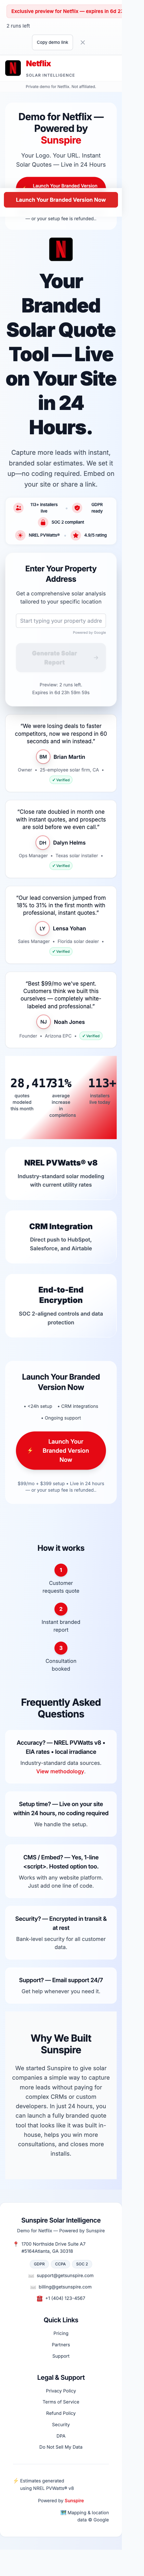 Exclusive preview for Netflix — expires in 6d 23
2 runs left
Copy demo link
Netflix
SOLAR INTELLIGENCE
Private demo for Netflix. Not affiliated.
Demo for Netflix —
Powered by
Sunspire
Your Logo. Your URL. Instant
Solar Quotes — Live in 24 Hours
Launch Your Branded Version
Launch Your Branded Version Now
— or your setup fee is refunded..
Your
Branded
Solar Quote
Tool — Live
on Your Site
in 24
Hours.
Capture more leads with instant,
branded solar estimates. We set it
up—no coding required. Embed on
your site or share a link.
113+ installers
live
GDPR
ready
SOC 2 compliant
NREL PVWatts®
4.9/5 rating
Enter Your Property
Address
Get a comprehensive solar analysis
tailored to your specific location
Start typing your property addre
Powered by Google
Generate Solar
Report
Preview: 2 runs left.
Expires in 6d 23h 59m 59s
“We were losing deals to faster
competitors, now we respond in 60
seconds and win instantly.”
BM
Brian Martin
Owner • 25-employee solar firm, CA •
✓ Verified
“Close rate doubled in month one
with instant quotes, and prospects
are sold before we even call.”
DH
Dalyn Helms
Ops Manager • Texas solar installer •
✓ Verified
“Our lead conversion jumped from
18% to 31% in the first month with
professional, instant quotes.”
LY
Lensa Yohan
Sales Manager • Florida solar dealer •
✓ Verified
“Best $99/mo we’ve spent.
Customers think we built this
ourselves — completely white-
labeled and professional.”
NJ
Noah Jones
Founder • Arizona EPC • ✓ Verified
28,417
quotes
modeled
this month
31%
average
increase
in
completions
113+
installers
live today
NREL PVWatts® v8
Industry-standard solar modeling
with current utility rates
CRM Integration
Direct push to HubSpot,
Salesforce, and Airtable
End-to-End
Encryption
SOC 2-aligned controls and data
protection
Launch Your Branded
Version Now
• <24h setup • CRM integrations
• Ongoing support
Launch Your
Branded Version
Now
$99/mo + $399 setup • Live in 24 hours
— or your setup fee is refunded..
How it works
1
Customer
requests quote
2
Instant branded
report
3
Consultation
booked
Frequently Asked
Questions
Accuracy? — NREL PVWatts v8 •
EIA rates • local irradiance
Industry-standard data sources.
View methodology.
Setup time? — Live on your site
within 24 hours, no coding required
We handle the setup.
CMS / Embed? — Yes, 1-line
<script>. Hosted option too.
Works with any website platform.
Just add one line of code.
Security? — Encrypted in transit &
at rest
Bank-level security for all customer
data.
Support? — Email support 24/7
Get help whenever you need it.
Why We Built
Sunspire
We started Sunspire to give solar
companies a simple way to capture
more leads without paying for
complex CRMs or custom
developers. In just 24 hours, you
can launch a fully branded quote
tool that looks like it was built in-
house, helps you win more
consultations, and closes more
installs.
Sunspire Solar Intelligence
Demo for Netflix — Powered by Sunspire
1700 Northside Drive Suite A7
#5164Atlanta, GA 30318
GDPR
CCPA
SOC 2
support@getsunspire.com
billing@getsunspire.com
+1 (404) 123-4567
Quick Links
Pricing
Partners
Support
Legal & Support
Privacy Policy
Terms of Service
Refund Policy
Security
DPA
Do Not Sell My Data
Estimates generated
using NREL PVWatts® v8
Powered by Sunspire
Mapping & location
data © Google